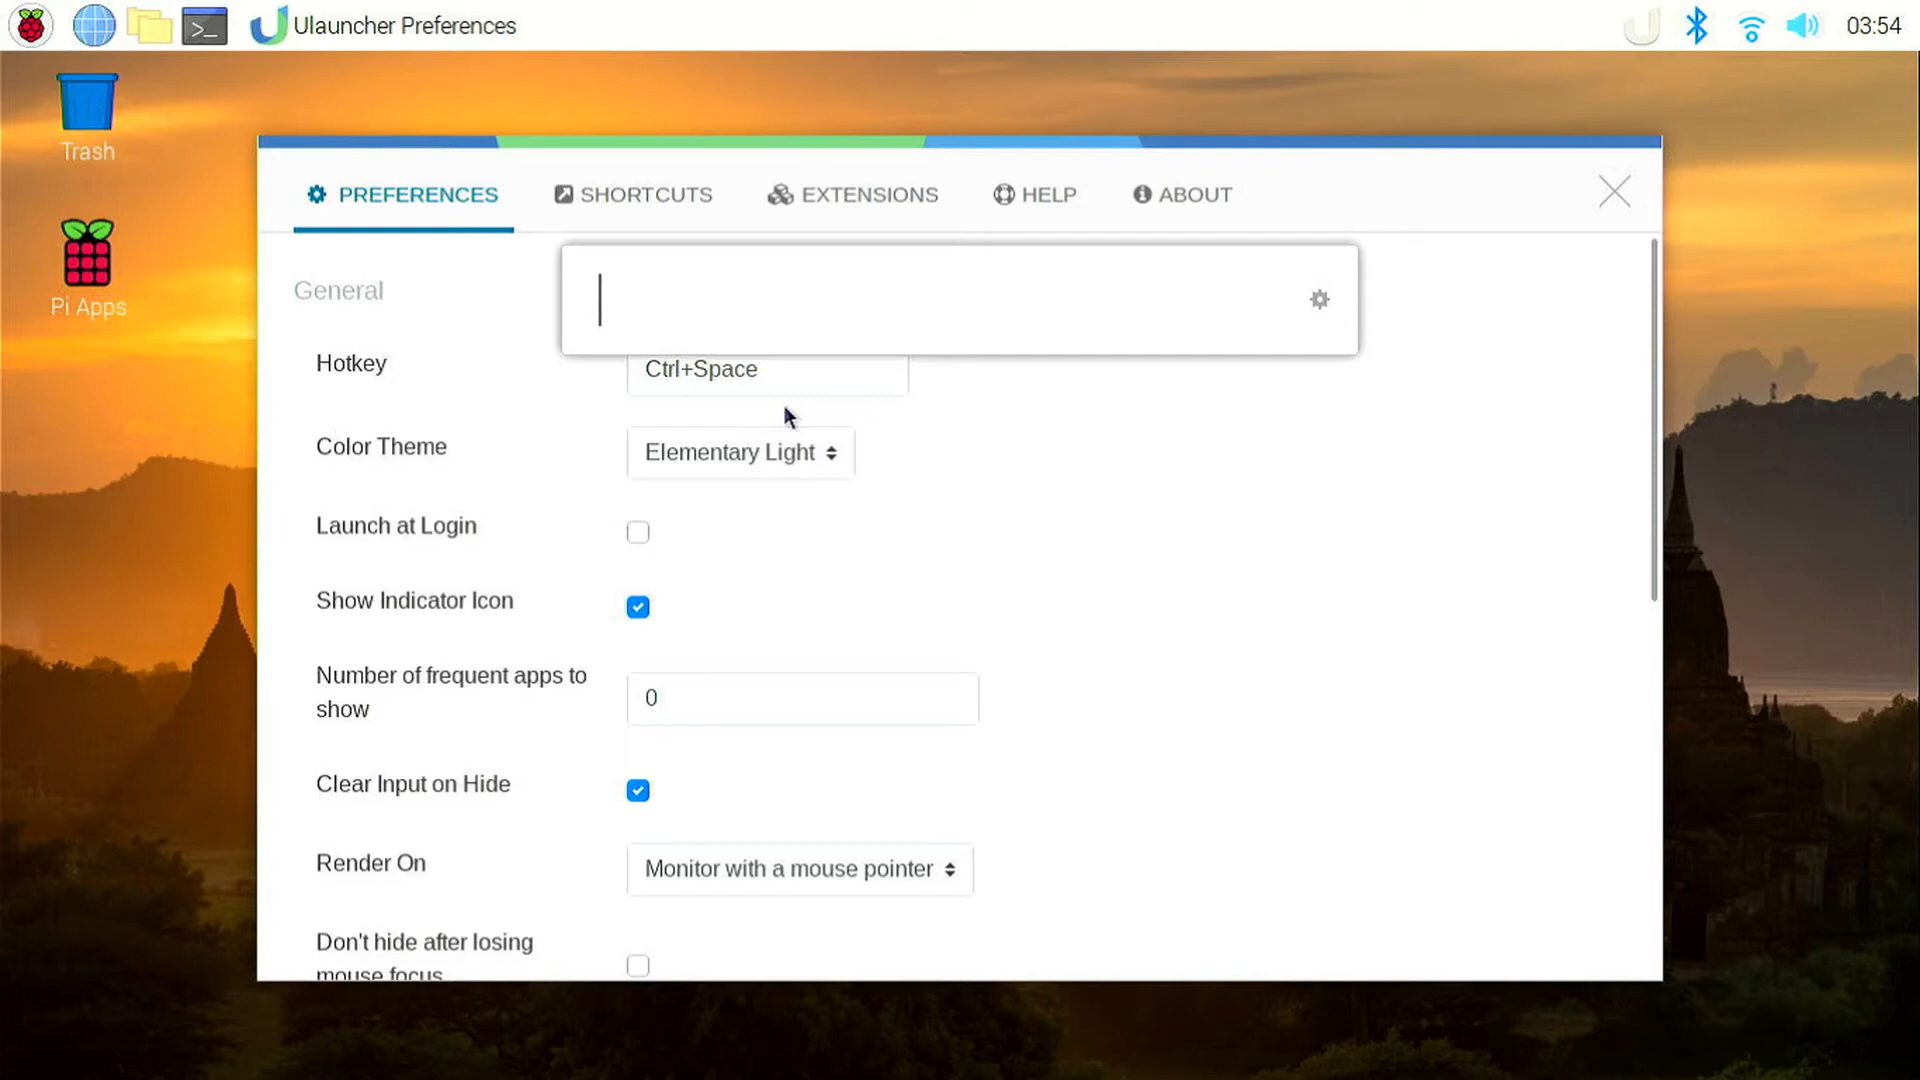 Ulauncher Preferences
03:54
Trash
Pi Apps
PREFERENCES
SHORTCUTS
EXTENSIONS
HELP
ABOUT
General
Hotkey
Ctrl+Space
Color Theme
Elementary Light
Launch at Login
Show Indicator Icon
Number of frequent apps to
show
0
Clear Input on Hide
Render On
Monitor with a mouse pointer
Don't hide after losing
mouse focus